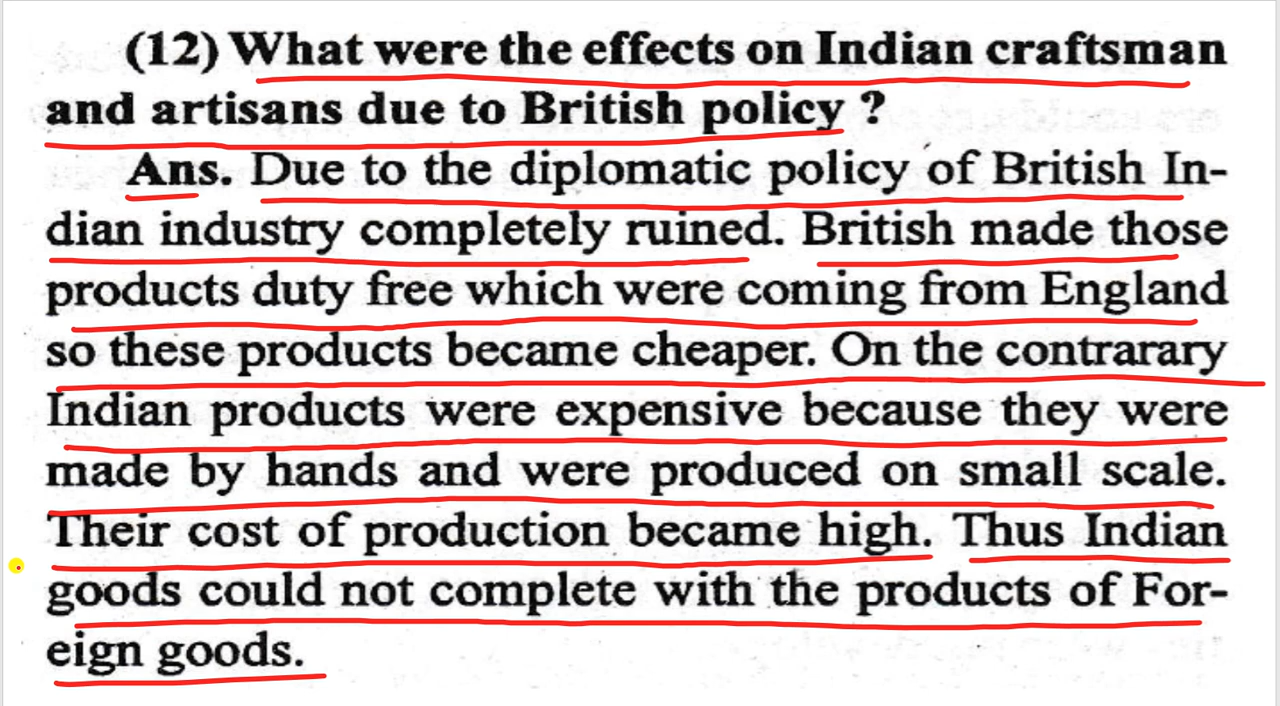 (12) What were the effects on Indian craftsman
and artisans due to British policy ?
Ans. Due to the diplomatic policy of British In-
dian industry completely ruined. British made those
products duty free which were coming from England
so these products became cheaper. On the contrarary
Indian products were expensive because they were
made by hands and were produced on small scale.
Their cost of production became high. Thus Indian
goods could not complete with the products of For-
eign goods.